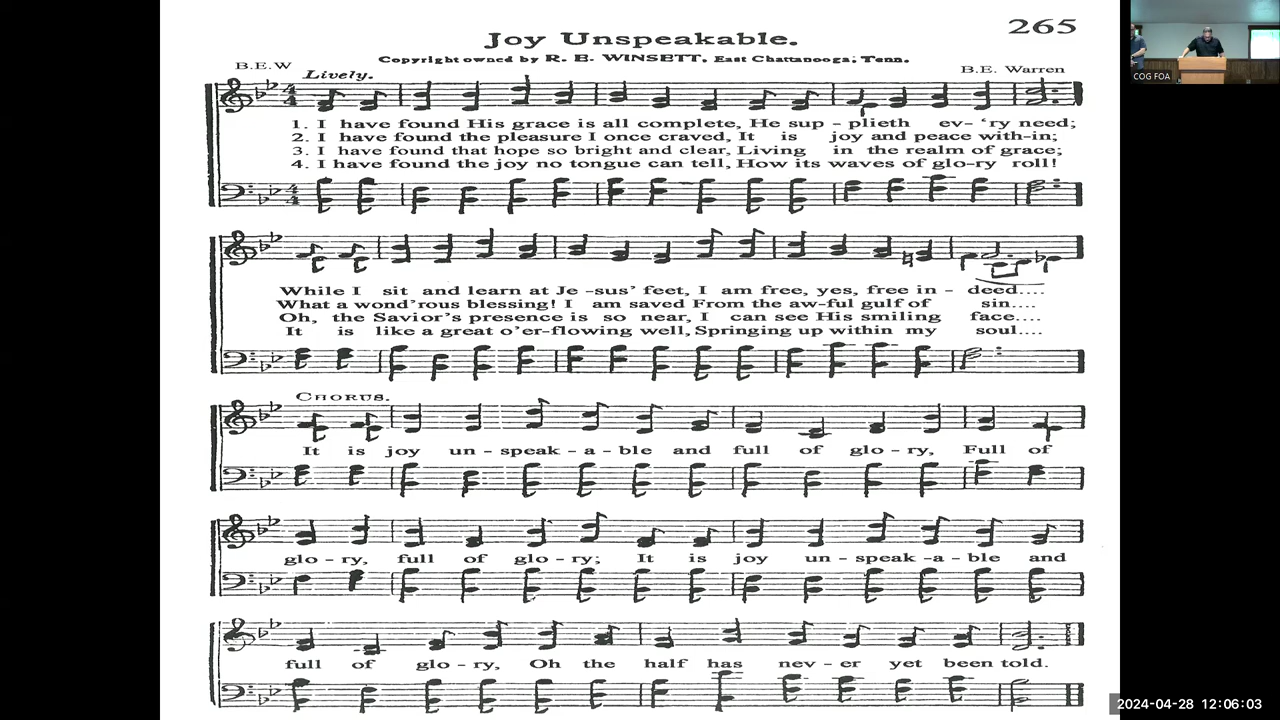 265
Joy Unspeakable.
Copyright owned by R. E. WINSETT, East Chattanooga, Tenn.
B.E.W
B.E. Warren
Lively.
1. I have found His grace is all complete, He sup - plieth ev- 'ry need;
2. I have found the pleasure I once craved, It is joy and peace with-in;
3. I have found that hope so bright and clear, Living in the realm of grace;
4. I have found the joy no tongue can tell, How its waves of glo-ry roll!
While I sit and learn at Je -sus' feet, I am free, yes, free in - deed....
What a wond'rous blessing! I am saved From the aw-ful gulf of sin....
Oh, the Savior's presence is so near, I can see His smiling face....
It is like a great o'er-flowing well, Springing up within my soul....
CHORUS.
It is joy un - speak - a - ble and full of glo - ry, Full of
glo - ry, full of glo - ry; It is joy un - speak - a - ble and
full of glo - ry, Oh the half has nev - er yet been told.
COG FOA
2024-04-28 12:06:03